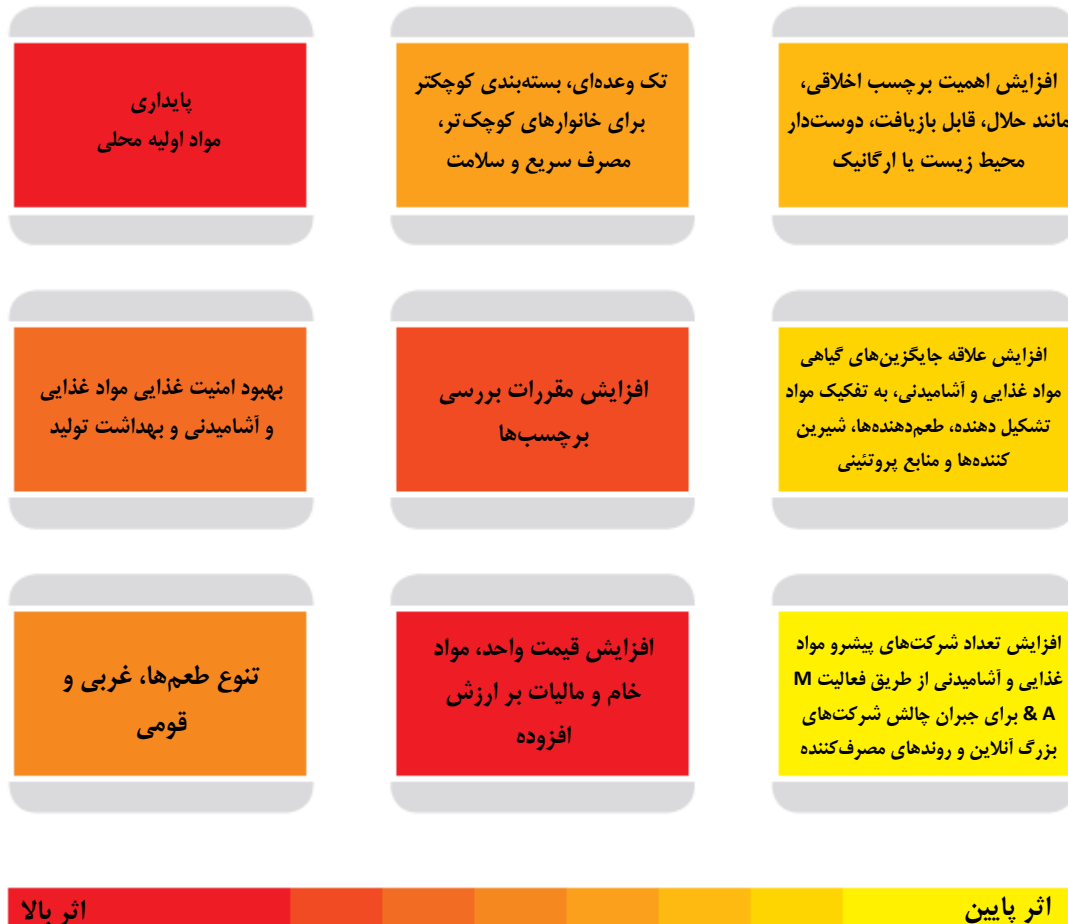 افزایش اهمیت برچسب اخلاقی،
مانند حلال، قابل بازیافت، دوست‌دار
محیط زیست یا ارگانیک
تک وعده‌ای، بسته‌بندی کوچکتر
برای خانوارهای کوچک‌تر،
مصرف سریع و سلامت
پایداری
مواد اولیه محلی
افزایش علاقه جایگزین‌های گیاهی
مواد غذایی و آشامیدنی، به تفکیک مواد
تشکیل دهنده، طعم‌دهنده‌ها، شیرین
کننده‌ها و منابع پروتئینی
افزایش مقررات بررسی
برچسب‌ها
بهبود امنیت غذایی مواد غذایی
و آشامیدنی و بهداشت تولید
افزایش تعداد شرکت‌های پیشرو مواد
غذایی و آشامیدنی از طریق فعالیت M
& A برای جبران چالش شرکت‌های
بزرگ آنلاین و روندهای مصرف‌کننده
افزایش قیمت واحد، مواد
خام و مالیات بر ارزش
افزوده
تنوع طعم‌ها، غربی و
قومی
اثر پایین
اثر بالا